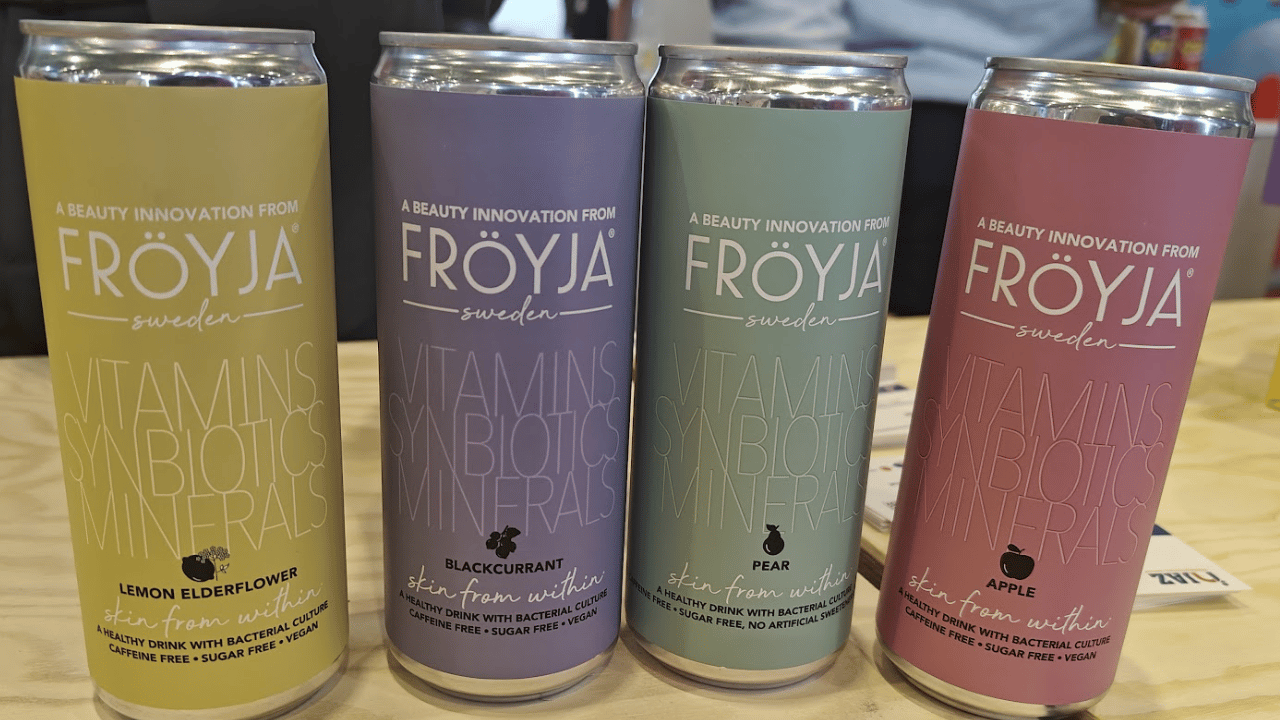 A BEAUTY INNOVATION FROM
FRÖYJA®
sweden
VITAMINS
SYNBIOTICS
MINERALS
LEMON ELDERFLOWER
skin from within
A HEALTHY DRINK WITH BACTERIAL CULTURE
CAFFEINE FREE • SUGAR FREE • VEGAN
A BEAUTY INNOVATION FROM
FRÖYJA®
sweden
VITAMINS
SYNBIOTICS
MINERALS
BLACKCURRANT
skin from within
A HEALTHY DRINK WITH BACTERIAL CULTURE
CAFFEINE FREE • SUGAR FREE • VEGAN
A BEAUTY INNOVATION FROM
FRÖYJA
sweden
VITAMINS
SYNBIOTICS
MINERALS
PEAR
skin from within
A HEALTHY DRINK WITH BACTERIAL
FREE • SUGAR FREE, NO ARTIFICIAL
A BEAUTY INNOVATION FROM
FRÖYJA®
sweden
VITAMINS
SYNBIOTICS
MINERALS
APPLE
skin from within
A HEALTHY DRINK WITH BACTERIAL CULTURE
CAFFEINE FREE • SUGAR FREE • VEGAN